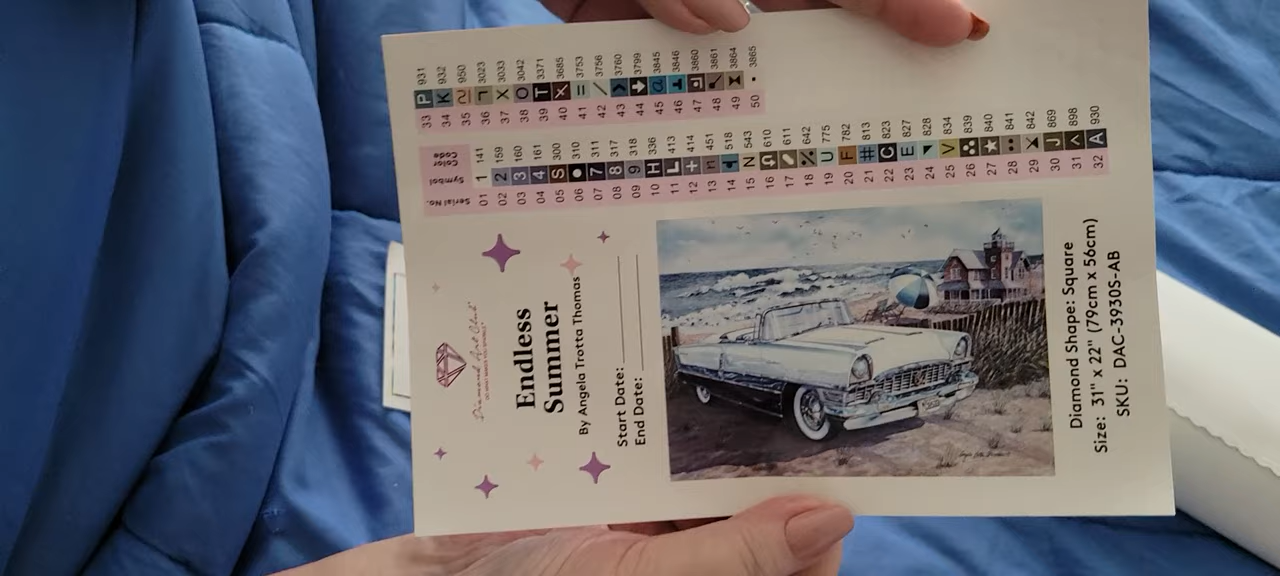 Diamond Art Club
Endless
Summer
By Angela Trotta Thomas
Start Date:
End Date:
Serial No. Symbol Color Code
01 1 141
02 2 159
03 3 160
04 4 161
05 S 300
06 ● 310
07 7 311
08 8 317
09 9 318
10 H 336
11 L 413
12 + 414
13 n 451
14 518
15 N 543
16 610
17 611
18 642
19 U 775
20 F 782
21 # 813
22 C 823
23 E 827
24 828
25 V 834
26 839
27 ★ 840
28 841
29 842
30 J 869
31 ^ 898
32 A 930
33 P 931
34 K 932
35 950
36 3023
37 X 3033
38 O 3042
39 T 3371
40 3685
41 = 3753
42 / 3756
43 3760
44 3799
45 3845
46 3846
47 3860
48 3861
49 3864
50 • 3865
Diamond Shape: Square
Size: 31" x 22" (79cm x 56cm)
SKU: DAC-3930S-AB